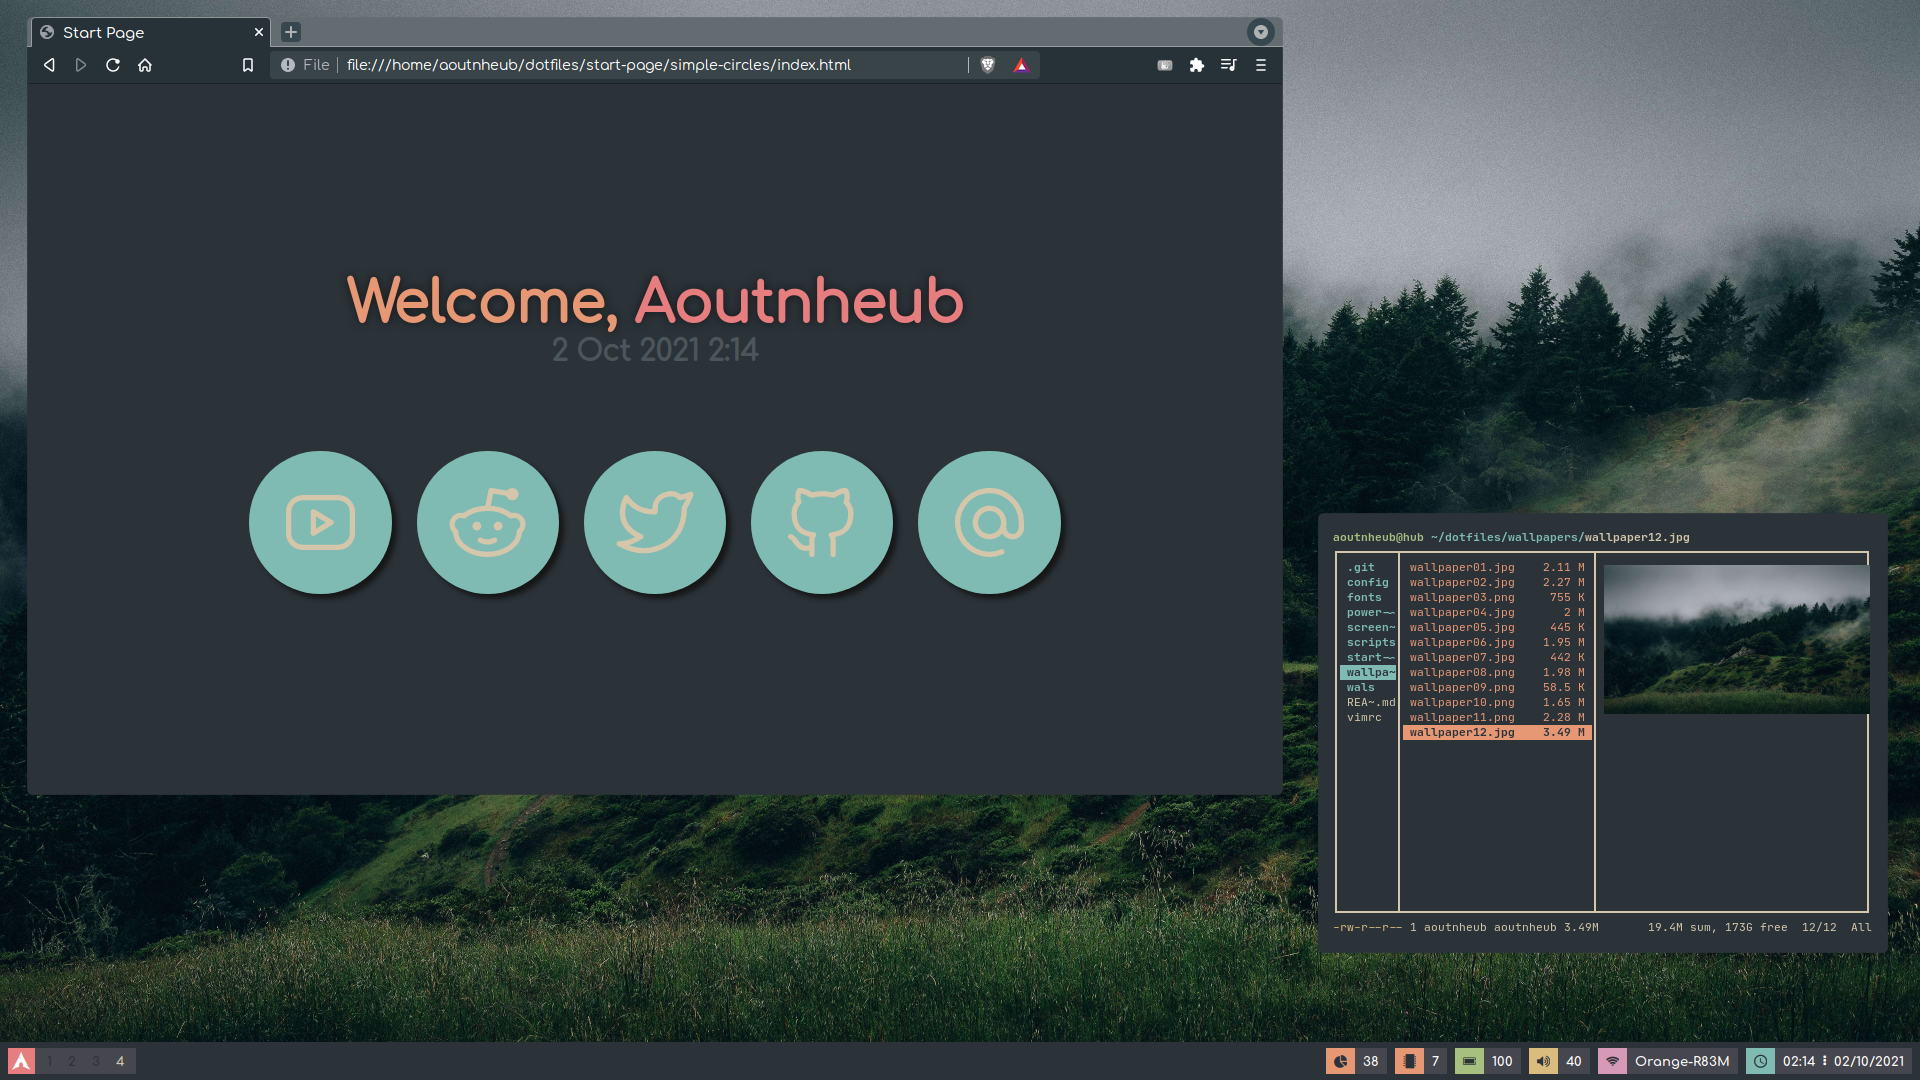 Start Page
File | file:///home/aoutnheub/dotfiles/start-page/simple-circles/index.html
Welcome, Aoutnheub
2 Oct 2021 2:14
aoutnheub@hub ~/dotfiles/wallpapers/wallpaper12.jpg
.git wallpaper01.jpg 2.11 M
config wallpaper02.jpg 2.27 M
fonts wallpaper03.png 755 K
power-~ wallpaper04.jpg 2 M
screen~ wallpaper05.jpg 445 K
scripts wallpaper06.jpg 1.95 M
start-~ wallpaper07.jpg 442 K
wallpa~ wallpaper08.jpg 1.98 M
wals wallpaper09.png 58.5 K
REA~.md wallpaper10.png 1.65 M
vimrc wallpaper11.png 2.28 M
wallpaper12.jpg 3.49 M
-rw-r--r-- 1 aoutnheub aoutnheub 3.49M 19.4M sum, 173G free 12/12 All
1 2 3 4 38 7 100 40 Orange-R83M 02:14 ⁝ 02/10/2021